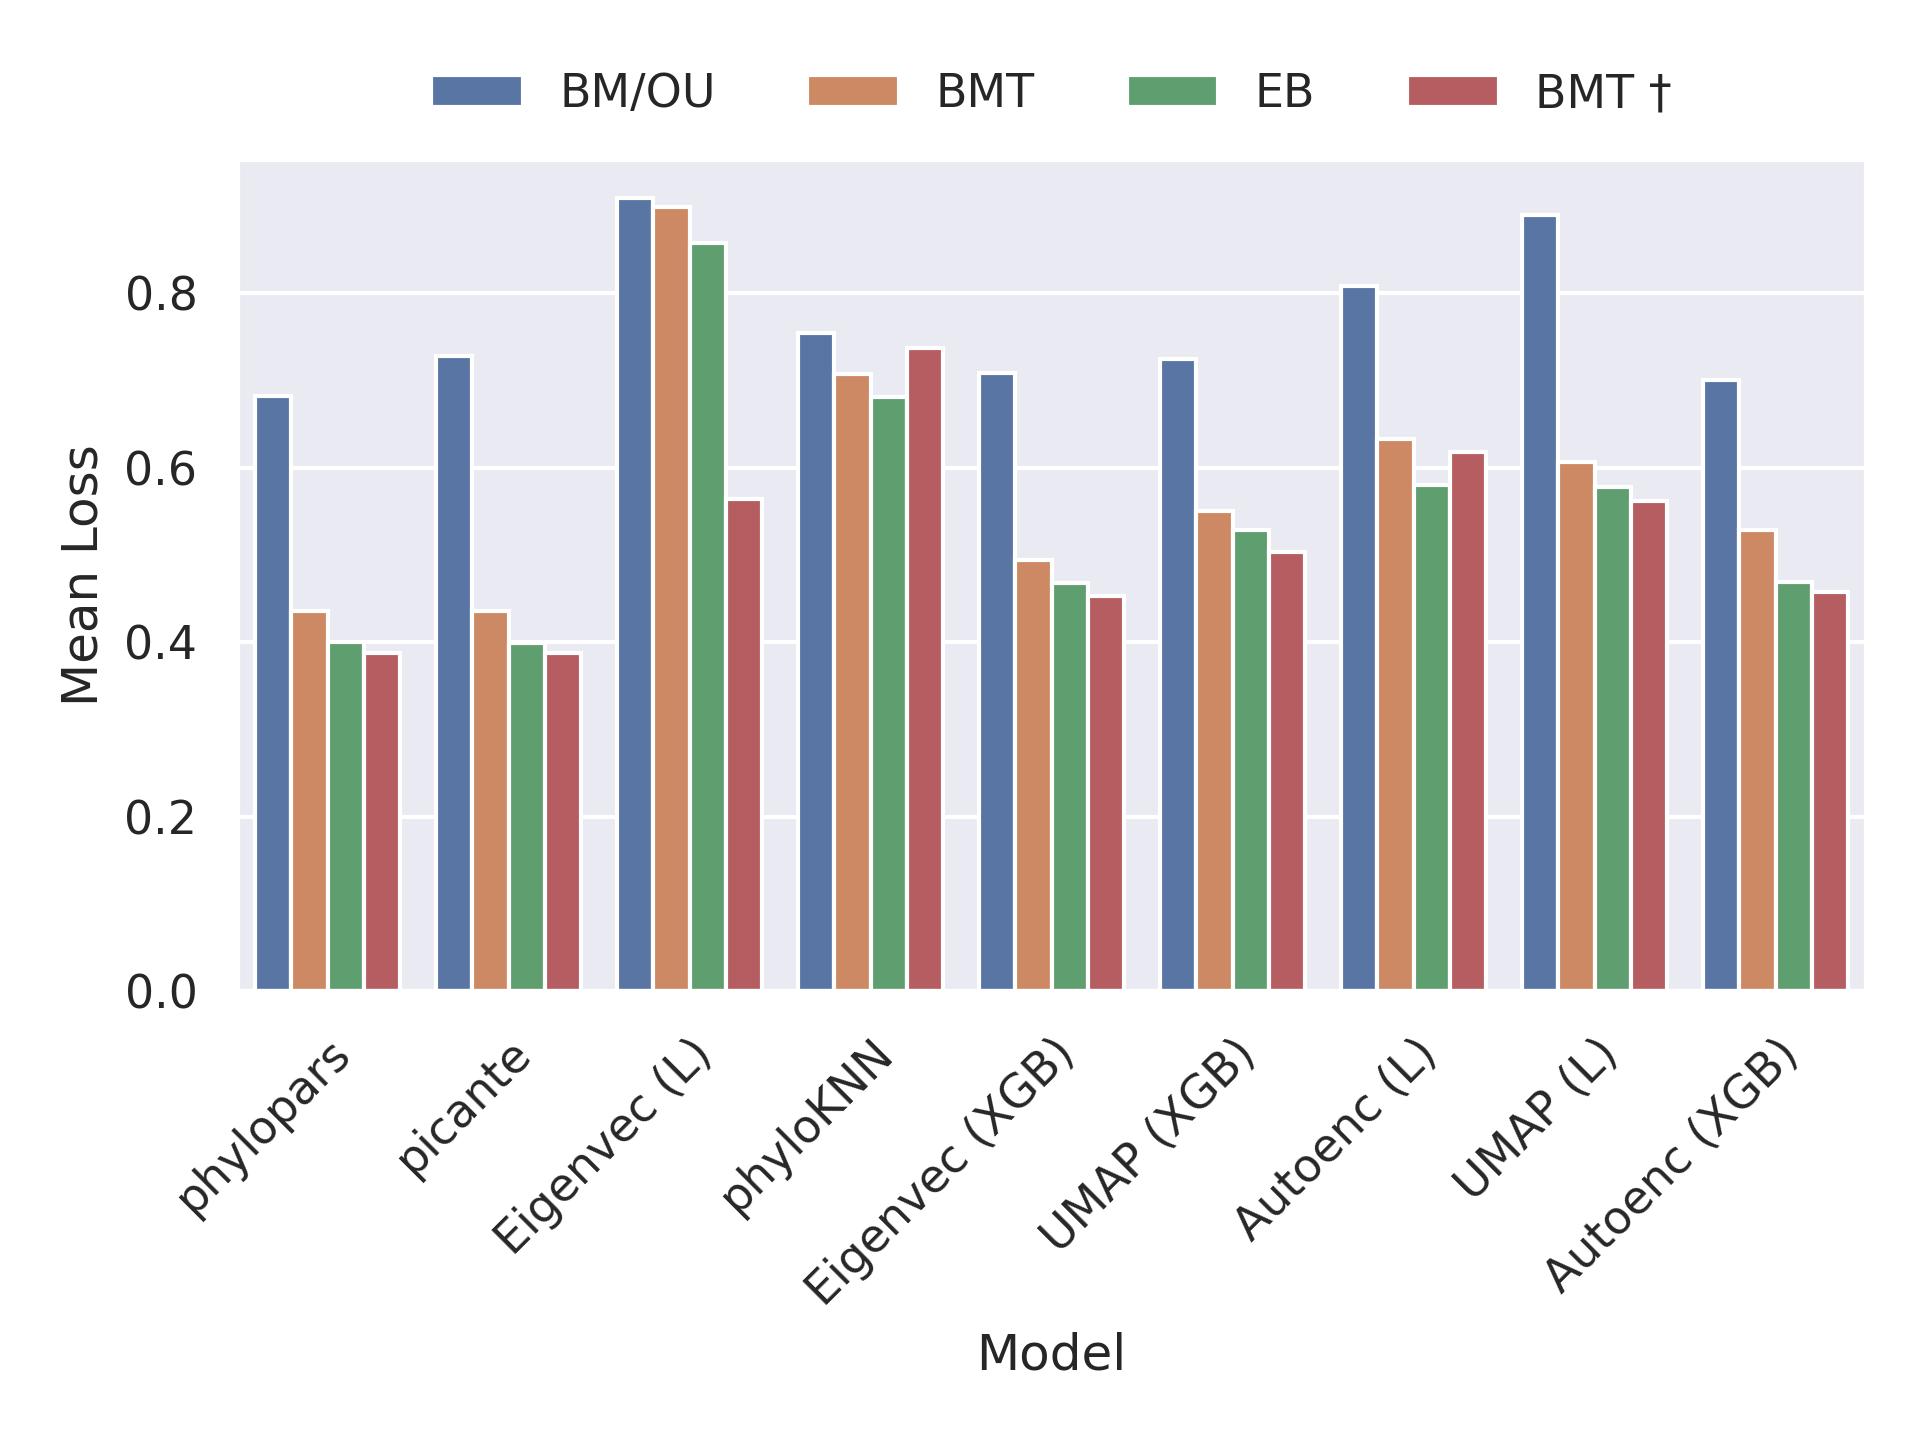 BM/OU BMT EB BMT †
Mean Loss
0.8
0.6
0.4
0.2
0.0
phylopars
picante
Eigenvec (L)
phyloKNN
Eigenvec (XGB)
UMAP (XGB)
Autoenc (L)
UMAP (L)
Autoenc (XGB)
Model